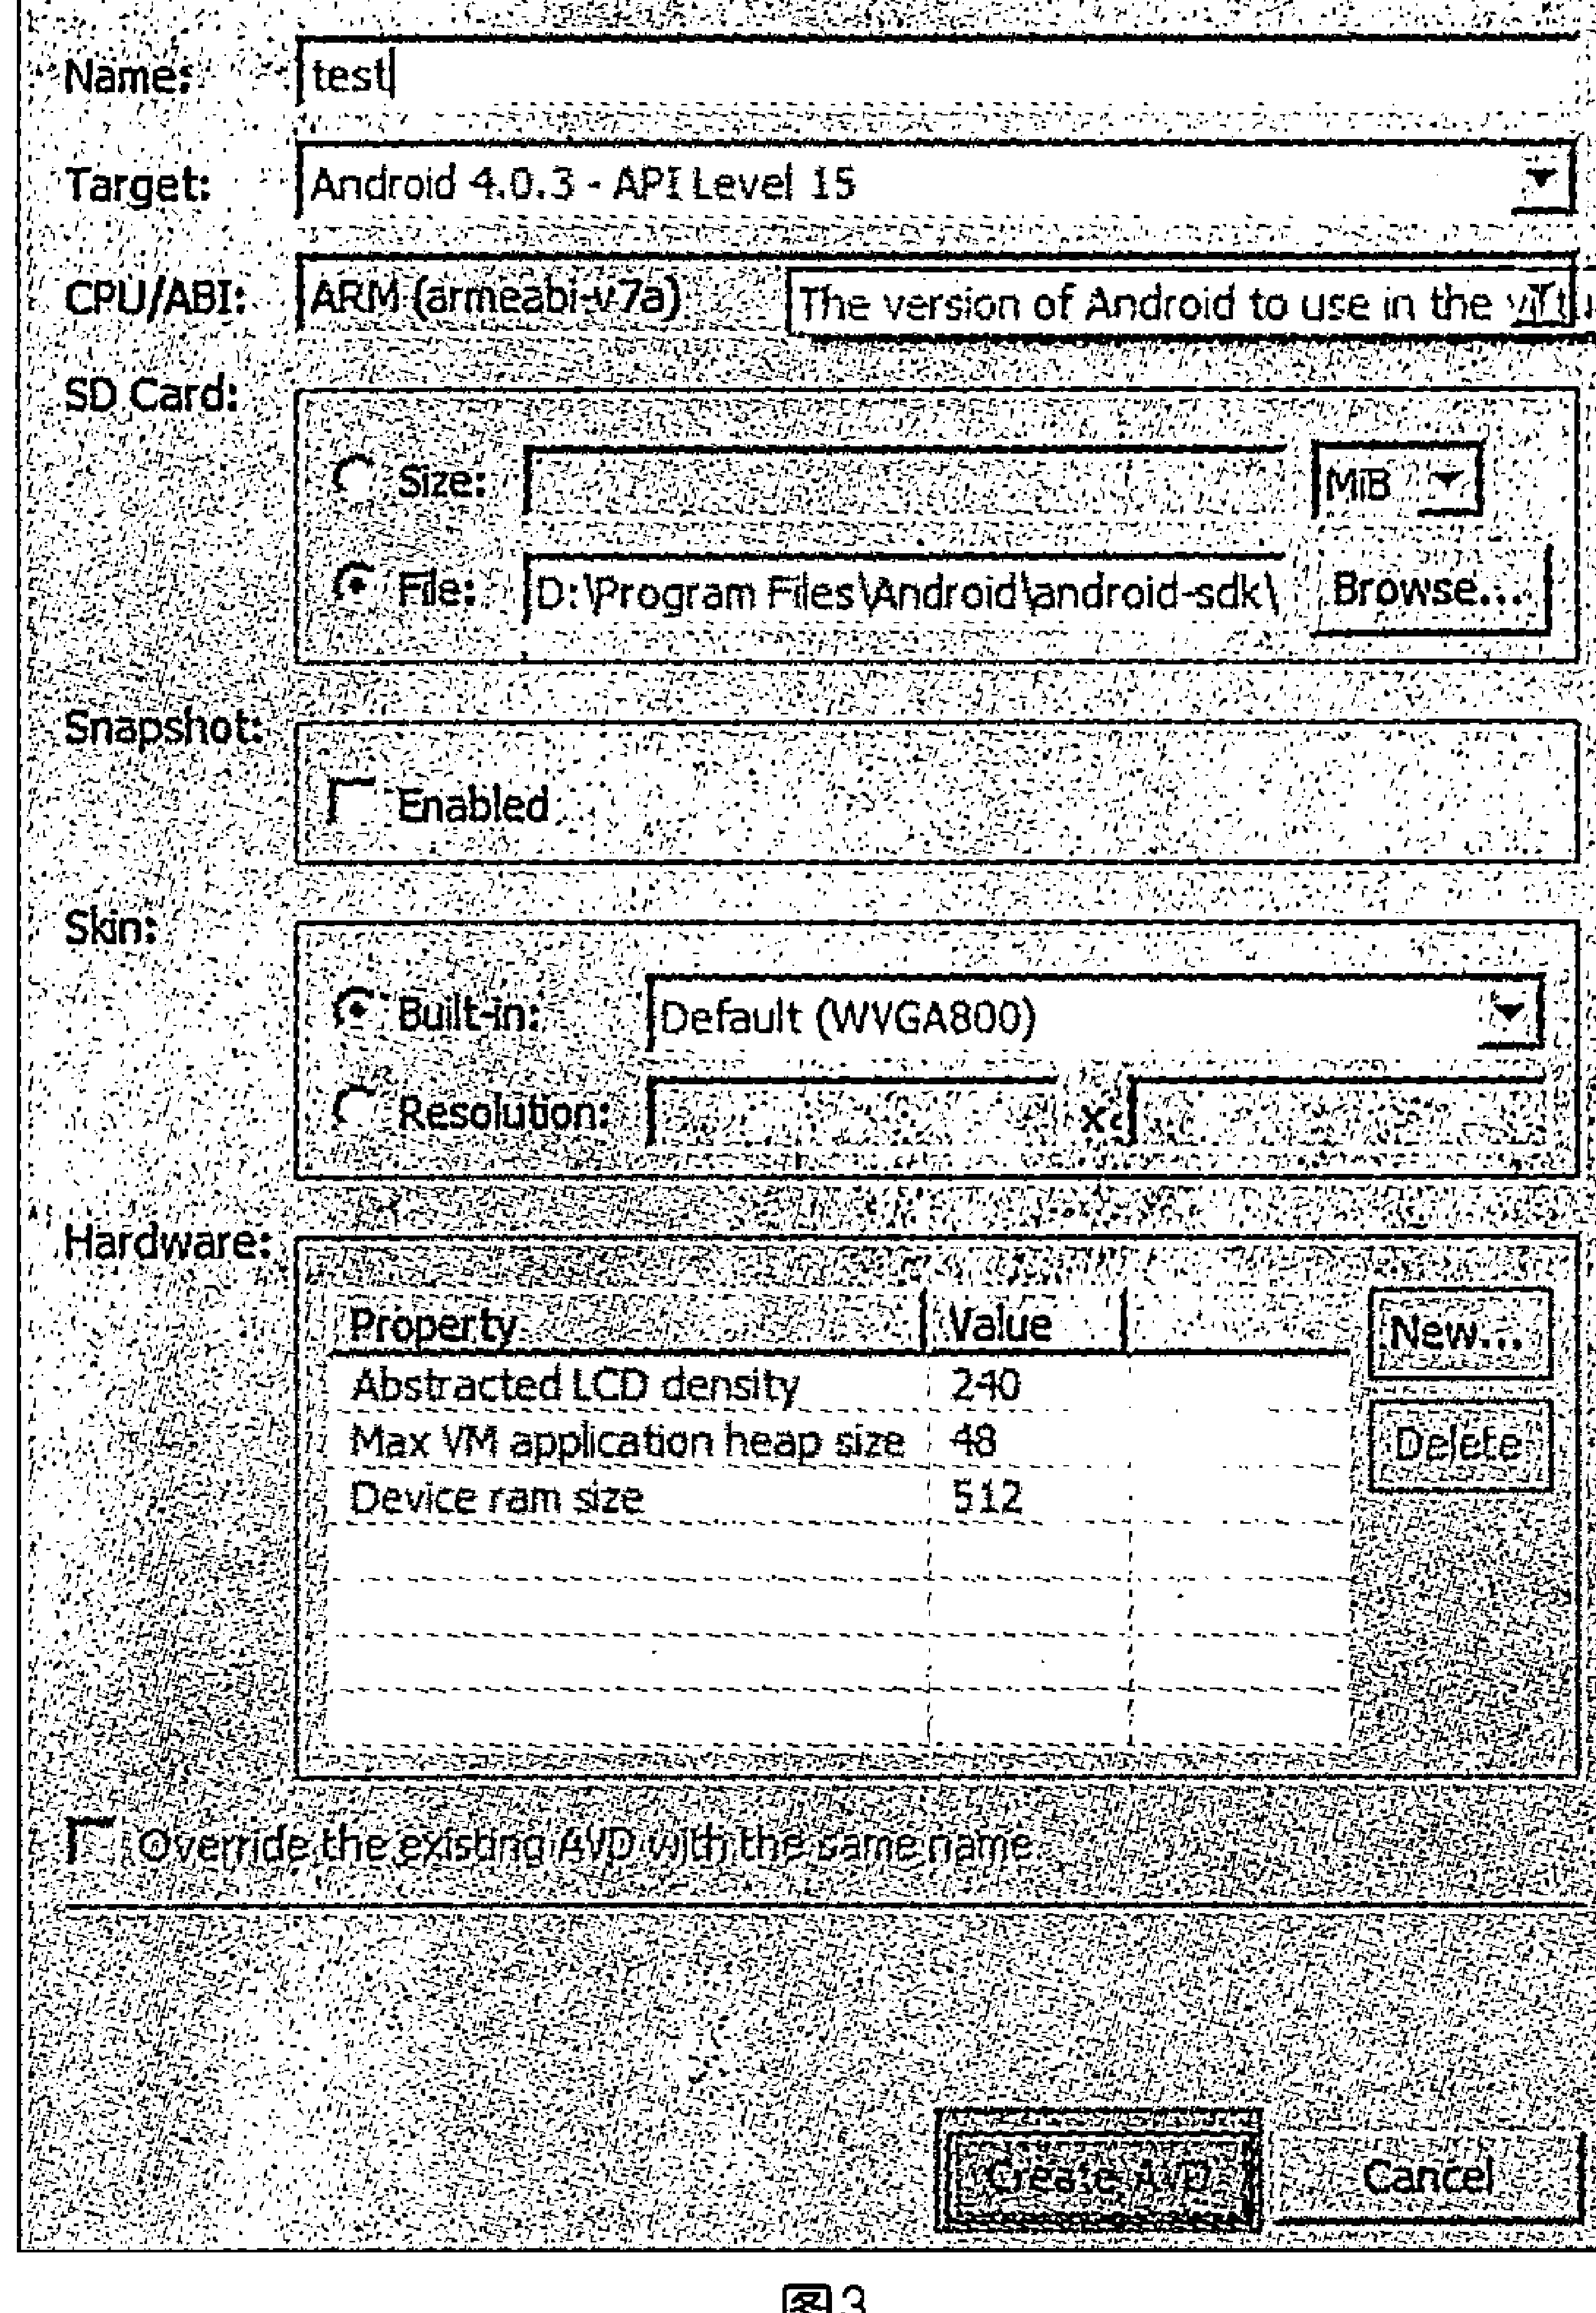 Name: test
Target: Android 4.0.3 - API Level 15
CPU/ABI: ARM (armeabi-v7a) The version of Android to use in the
SD Card:
Size: MiB
File: D:\Program Files\Android\android-sdk\ Browse...
Snapshot:
Enabled
Skin:
Built-in: Default (WVGA800)
Resolution: x
Hardware:
Property Value New...
Abstracted LCD density 240
Max VM application heap size 48 Delete
Device ram size 512
Override the existing AVD with the same name
Create AVD Cancel
图3